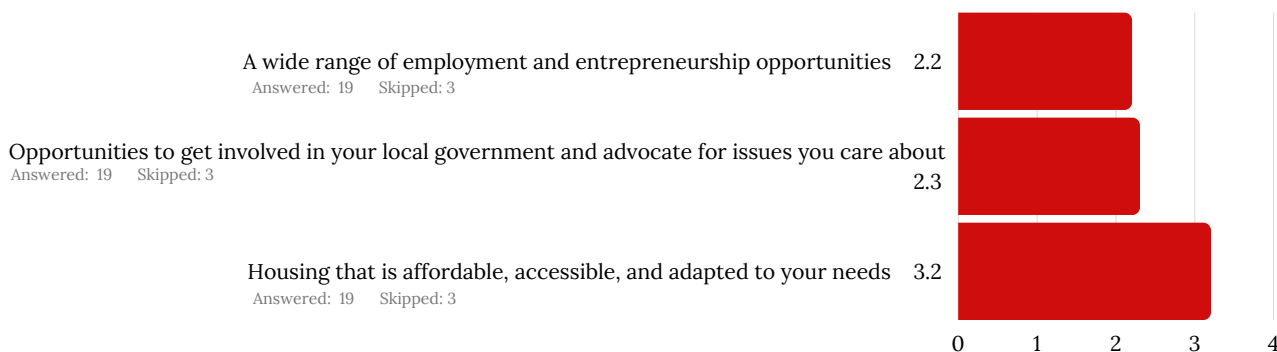 A wide range of employment and entrepreneurship opportunities 2.2
Answered: 19 Skipped: 3
Opportunities to get involved in your local government and advocate for issues you care about
Answered: 19 Skipped: 3
2.3
Housing that is affordable, accessible, and adapted to your needs 3.2
Answered: 19 Skipped: 3
0 1 2 3 4